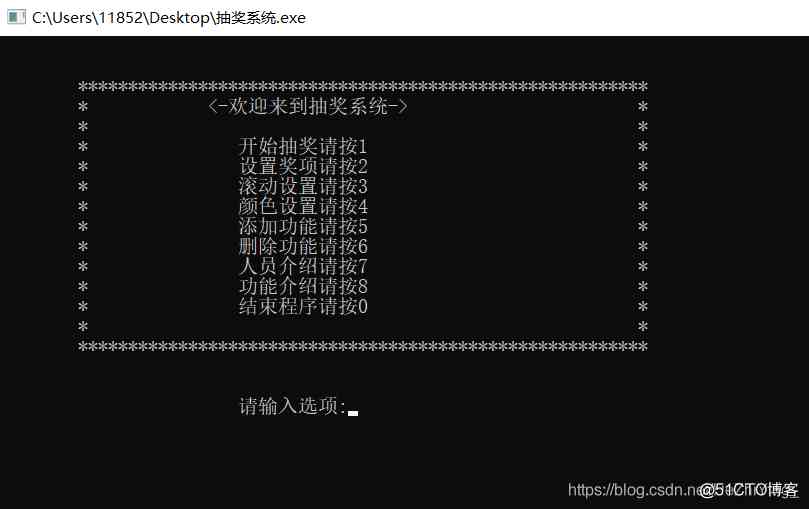 C:\Users\11852\Desktop\抽奖系统.exe
*********************************************************
* <-欢迎来到抽奖系统-> *
* *
* 开始抽奖请按1 *
* 设置奖项请按2 *
* 滚动设置请按3 *
* 颜色设置请按4 *
* 添加功能请按5 *
* 删除功能请按6 *
* 人员介绍请按7 *
* 功能介绍请按8 *
* 结束程序请按0 *
* *
*********************************************************
请输入选项:
https://blog.csdn.ne
@51CTO博客